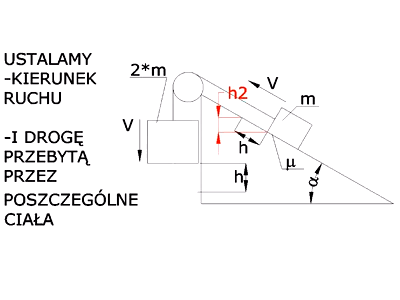 USTALAMY
-KIERUNEK
RUCHU
-I DROGĘ
PRZEBYTĄ
PRZEZ
POSZCZEGÓLNE
CIAŁA
2*m
h2
V
m
V
h
μ
h
α